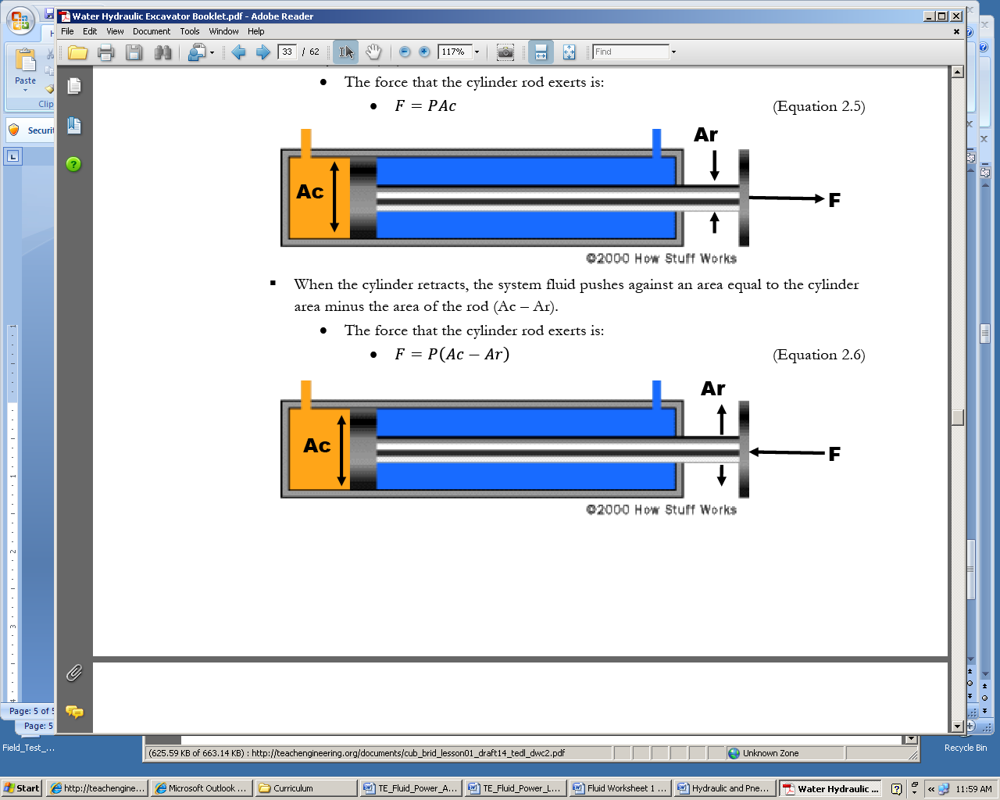 Water Hydraulic Excavator Booklet.pdf - Adobe Reader
File Edit View Document Tools Window Help
33 / 62 117% Find
Paste
Clip
Securit
The force that the cylinder rod exerts is:
F = PAc (Equation 2.5)
Ar
Ac
F
©2000 How Stuff Works
When the cylinder retracts, the system fluid pushes against an area equal to the cylinder
area minus the area of the rod (Ac – Ar).
The force that the cylinder rod exerts is:
F = P(Ac − Ar) (Equation 2.6)
Ar
Ac
F
©2000 How Stuff Works
1
1
2
3
4
Page: 5 of 5
Page: 5
Field_Test_...
Recycle Bin
(625.59 KB of 663.14 KB) : http://teachengineering.org/documents/cub_brid_lesson01_draft14_tedl_dwc2.pdf
Unknown Zone
Start http://teachengine... Microsoft Outlook ... Curriculum TE_Fluid_Power_A... TE_Fluid_Power_L... Fluid Worksheet 1 ... Hydraulic and Pne... Water Hydraulic ... 11:59 AM